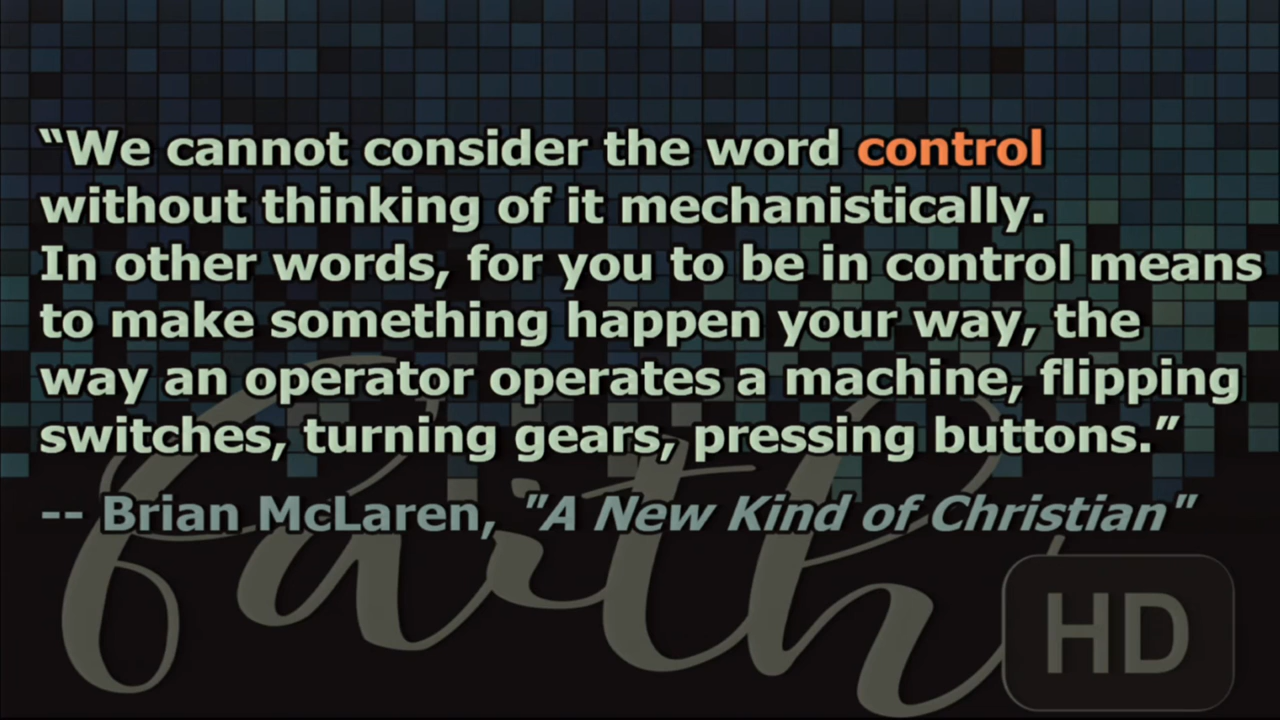 “We cannot consider the word control
without thinking of it mechanistically.
In other words, for you to be in control means
to make something happen your way, the
way an operator operates a machine, flipping
switches, turning gears, pressing buttons.”
-- Brian McLaren, "A New Kind of Christian"
faith
HD